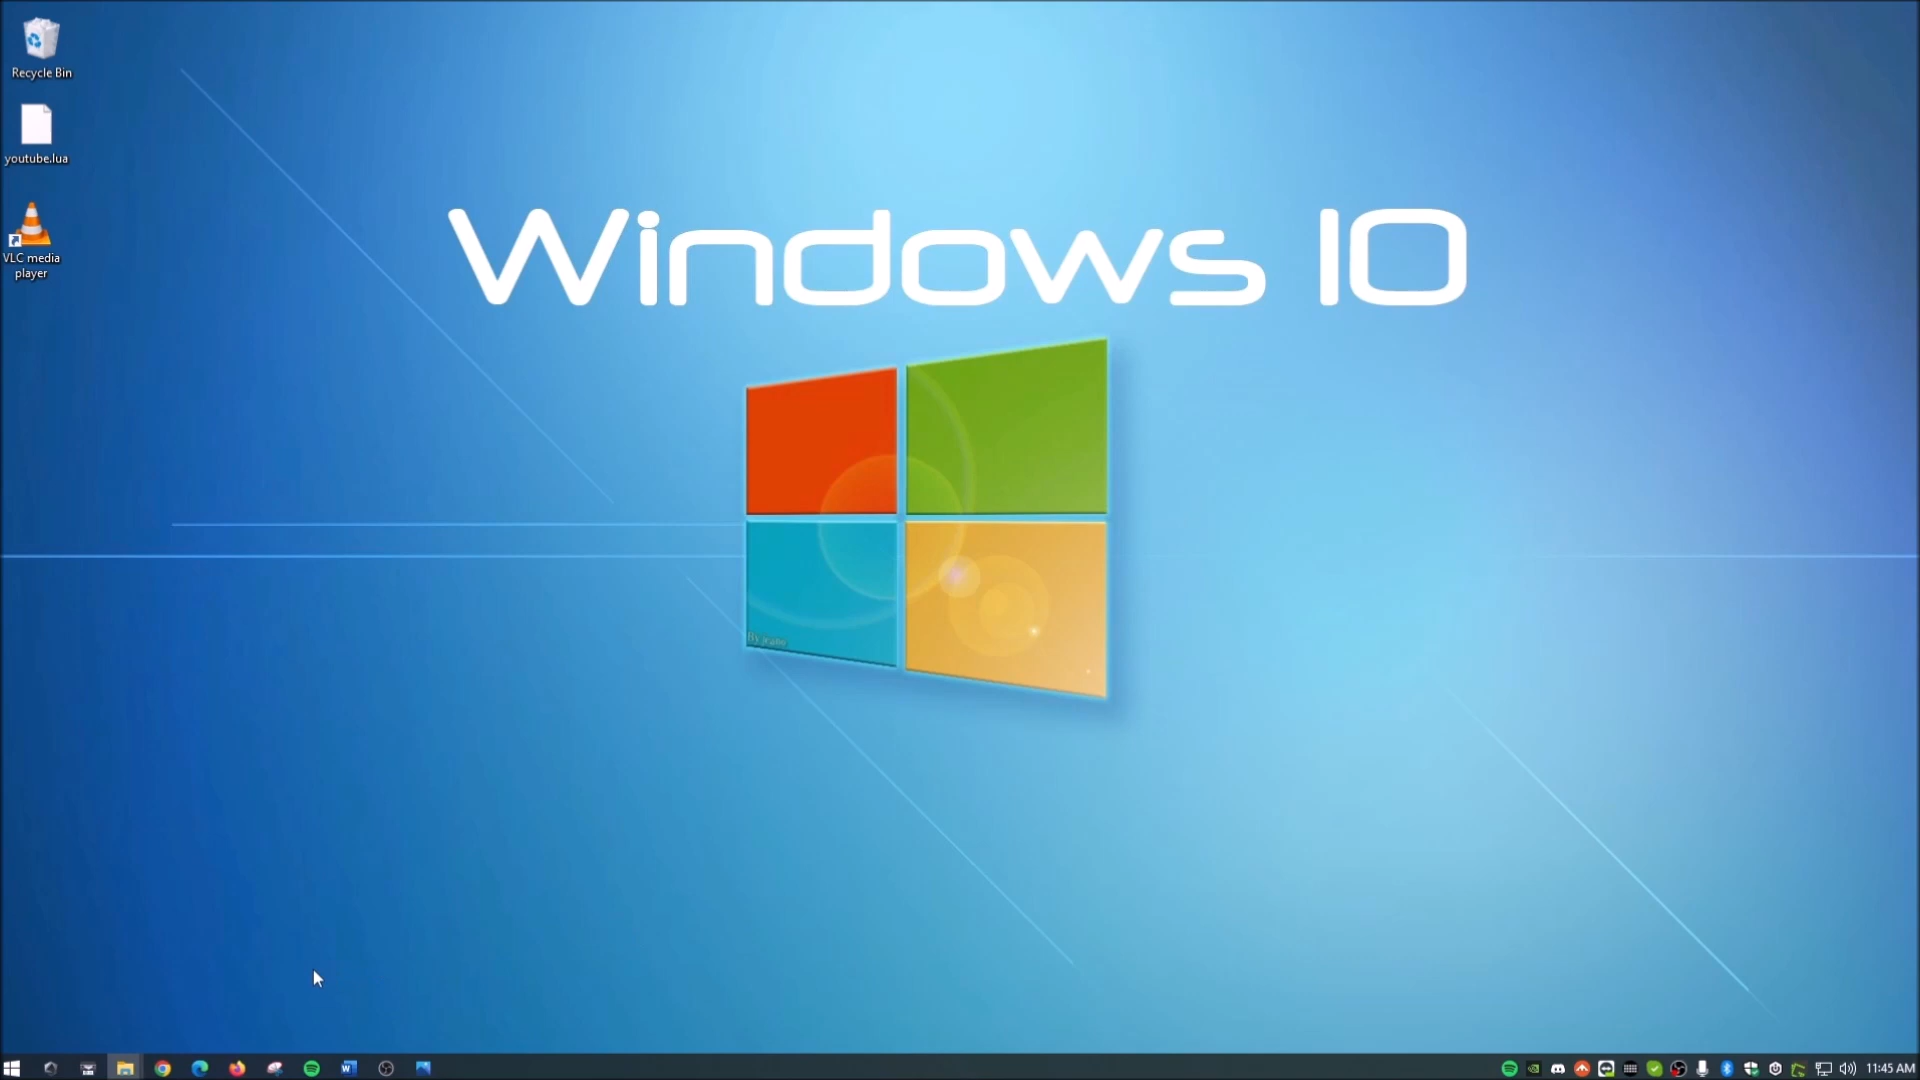 Recycle Bin
youtube.lua
VLC media
player
Windows 10
11:45 AM